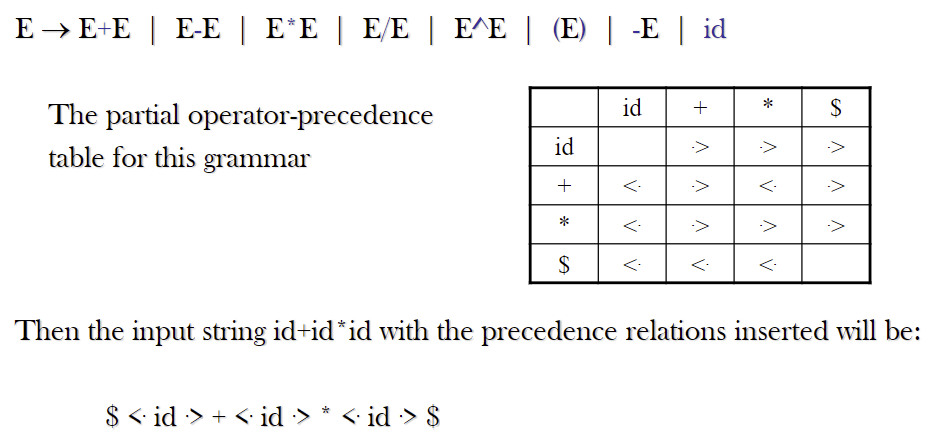 E → E+E | E-E | E*E | E/E | E^E | (E) | -E | id
The partial operator-precedence
table for this grammar
id + * $
id ·> ·> ·>
+ <· ·> <· ·>
* <· ·> ·> ·>
$ <· <· <·
Then the input string id+id*id with the precedence relations inserted will be:
$ <· id ·> + <· id ·> * <· id ·> $